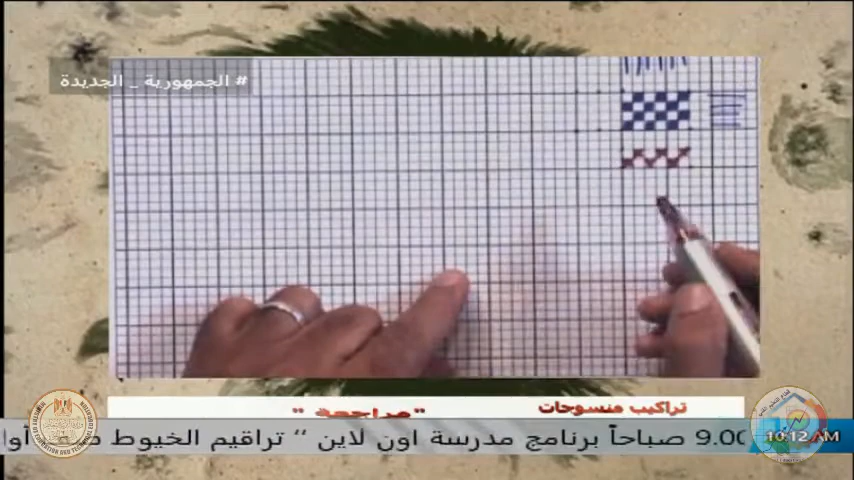 # الجمهورية _ الجديدة
تراكيب منسوجات
"مراجعة"
9.00 صباحاً برنامج مدرسة اون لاين “ تراقيم الخيوط
10:12 AM